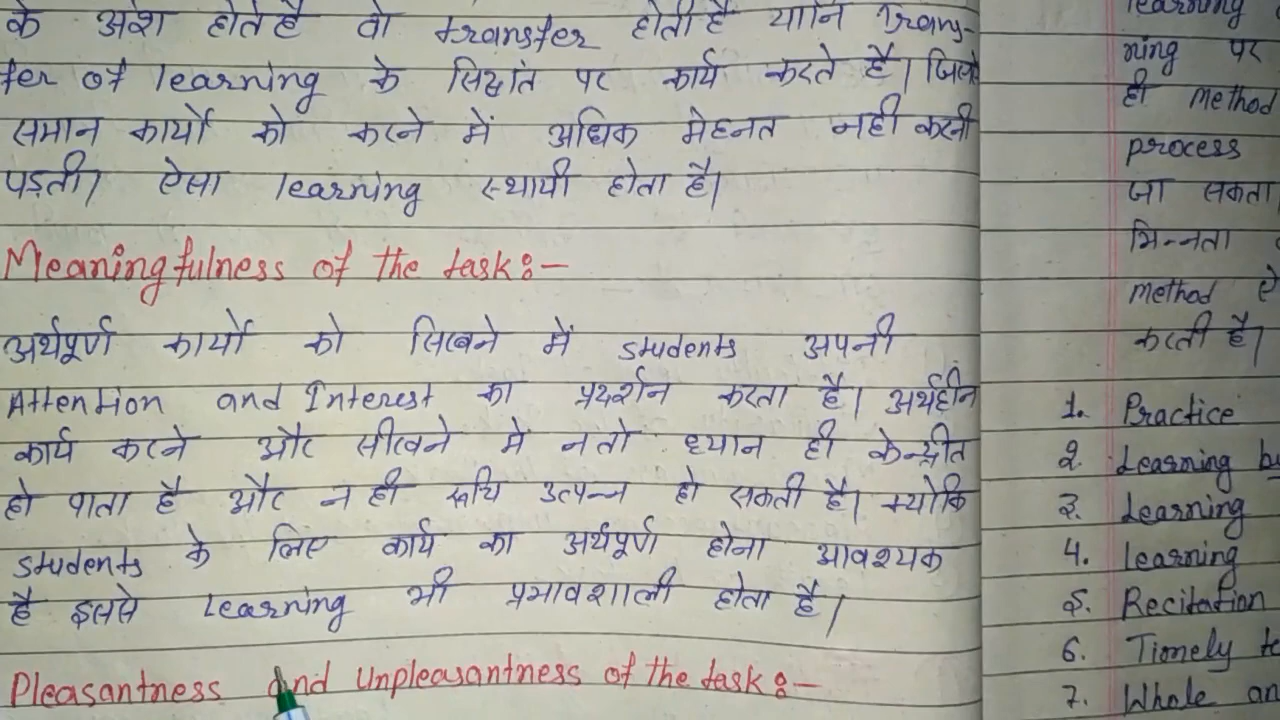 के अंश होते है वो transfer होती है यानि Trans-
fer of learning के सिद्धांत पर कार्य करते है। जिससे
समान कार्यो को करने में अधिक मेहनत नही करनी
पड़ती। ऐसा learning स्थायी होता है।
Meaningfulness of the task:-
अर्थपूर्ण कार्यो को सिखने में students अपनी
Attention and Interest का प्रदर्शन करता है। अर्थहीन
कार्य करने और सीखने में न तो ध्यान ही केन्द्रीत
हो पाता है और न ही रूचि उत्पन्न हो सकती है। क्योकि
students के लिए कार्य का अर्थपूर्ण होना आवश्यक
है इससे Learning भी प्रभावशाली होता है।
Pleasantness and Unpleasantness of the task:-
learning
ning पर
ही Method
process
जा सकता
भिन्नता
Method
करती है।
1. Practice
2. Learning by
3. Learning
4. Learning
5. Recitation
6. Timely
7. Whole an